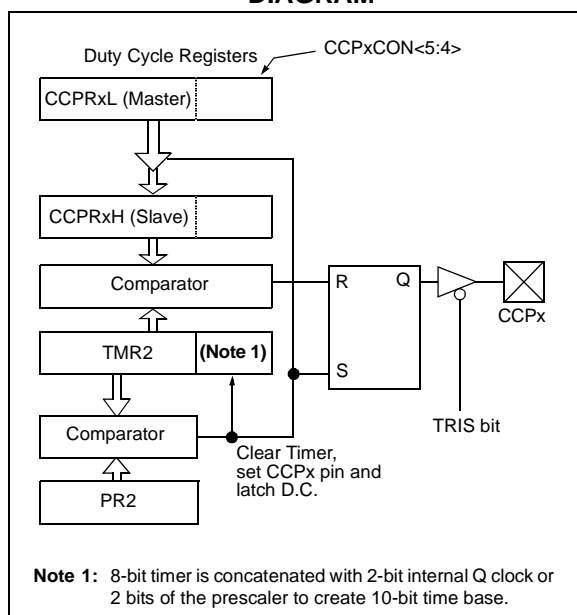 DIAGRAM
Duty Cycle Registers
CCPxCON<5:4>
CCPRxL (Master)
CCPRxH (Slave)
Comparator
R
Q
CCPx
TMR2
(Note 1)
S
TRIS bit
Comparator
Clear Timer,
set CCPx pin and
latch D.C.
PR2
Note 1: 8-bit timer is concatenated with 2-bit internal Q clock or
2 bits of the prescaler to create 10-bit time base.